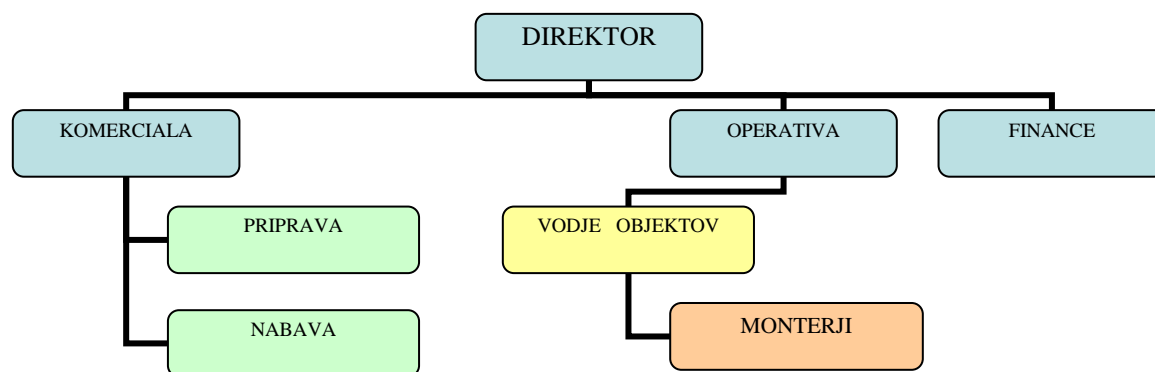 DIREKTOR
KOMERCIALA
OPERATIVA
FINANCE
PRIPRAVA
VODJE OBJEKTOV
NABAVA
MONTERJI